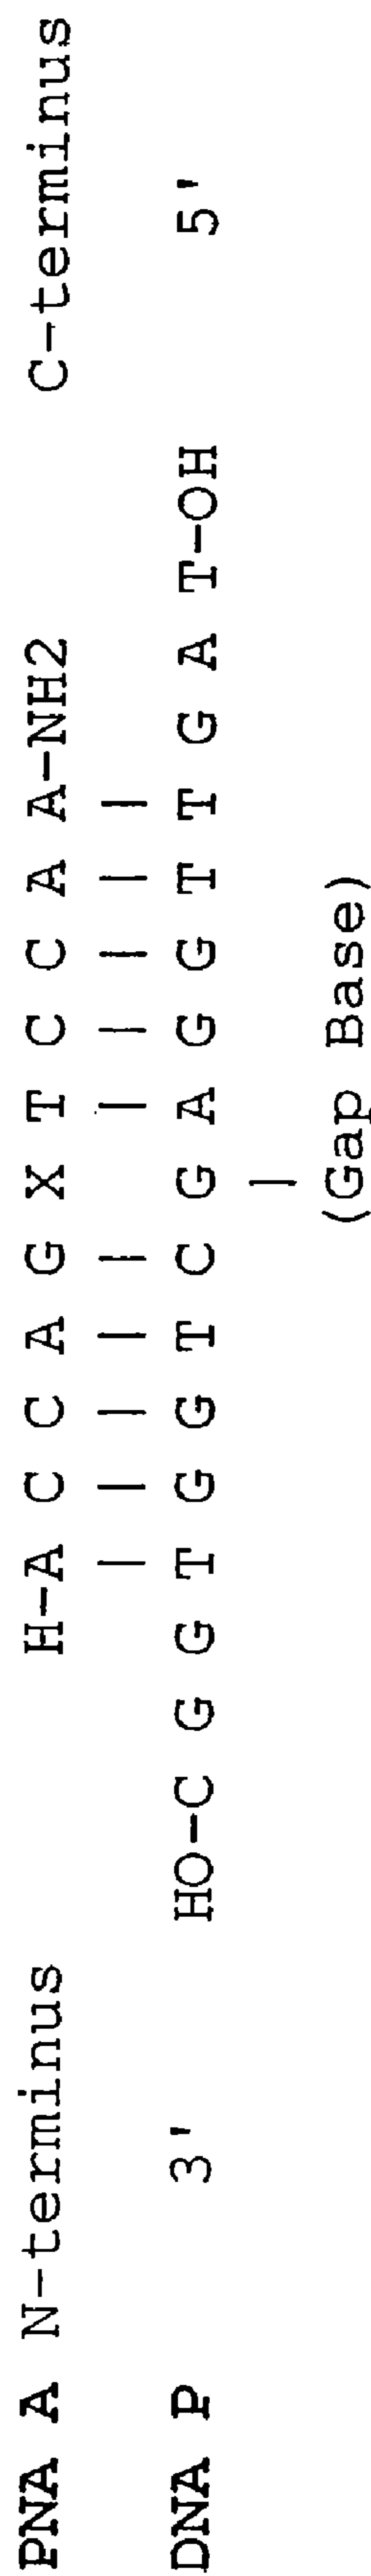 PNA A N-terminus H-A C C A G X T C C A A-NH2 C-terminus
| | | | | | | | | |
DNA P 3' HO-C G G T G G T C G A G G T T G A T-OH 5'
|
(Gap Base)